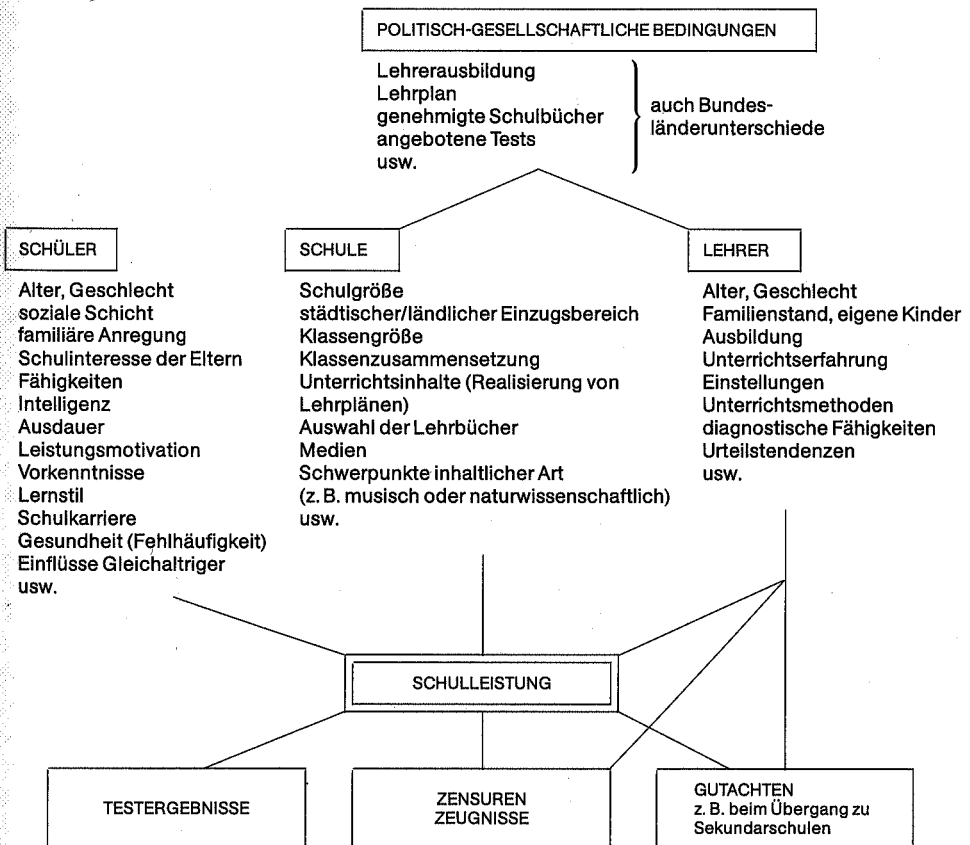 POLITISCH-GESELLSCHAFTLICHE BEDINGUNGEN
Lehrerausbildung
Lehrplan
genehmigte Schulbücher
angebotene Tests
usw.
auch Bundes-
länderunterschiede
SCHÜLER
Alter, Geschlecht
soziale Schicht
familiäre Anregung
Schulinteresse der Eltern
Fähigkeiten
Intelligenz
Ausdauer
Leistungsmotivation
Vorkenntnisse
Lernstil
Schulkarriere
Gesundheit (Fehlhäufigkeit)
Einflüsse Gleichaltriger
usw.
SCHULE
Schulgröße
städtischer/ländlicher Einzugsbereich
Klassengröße
Klassenzusammensetzung
Unterrichtsinhalte (Realisierung von
Lehrplänen)
Auswahl der Lehrbücher
Medien
Schwerpunkte inhaltlicher Art
(z. B. musisch oder naturwissenschaftlich)
usw.
LEHRER
Alter, Geschlecht
Familienstand, eigene Kinder
Ausbildung
Unterrichtserfahrung
Einstellungen
Unterrichtsmethoden
diagnostische Fähigkeiten
Urteilstendenzen
usw.
SCHULLEISTUNG
TESTERGEBNISSE
ZENSUREN
ZEUGNISSE
GUTACHTEN
z. B. beim Übergang zu
Sekundarschulen